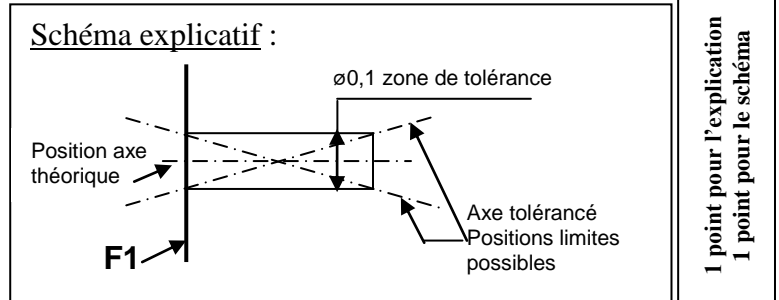 Schéma explicatif :
ø0,1 zone de tolérance
Position axe
théorique
F1
Axe tolérancé
Positions limites
possibles
1 point pour l'explication
1 point pour le schéma